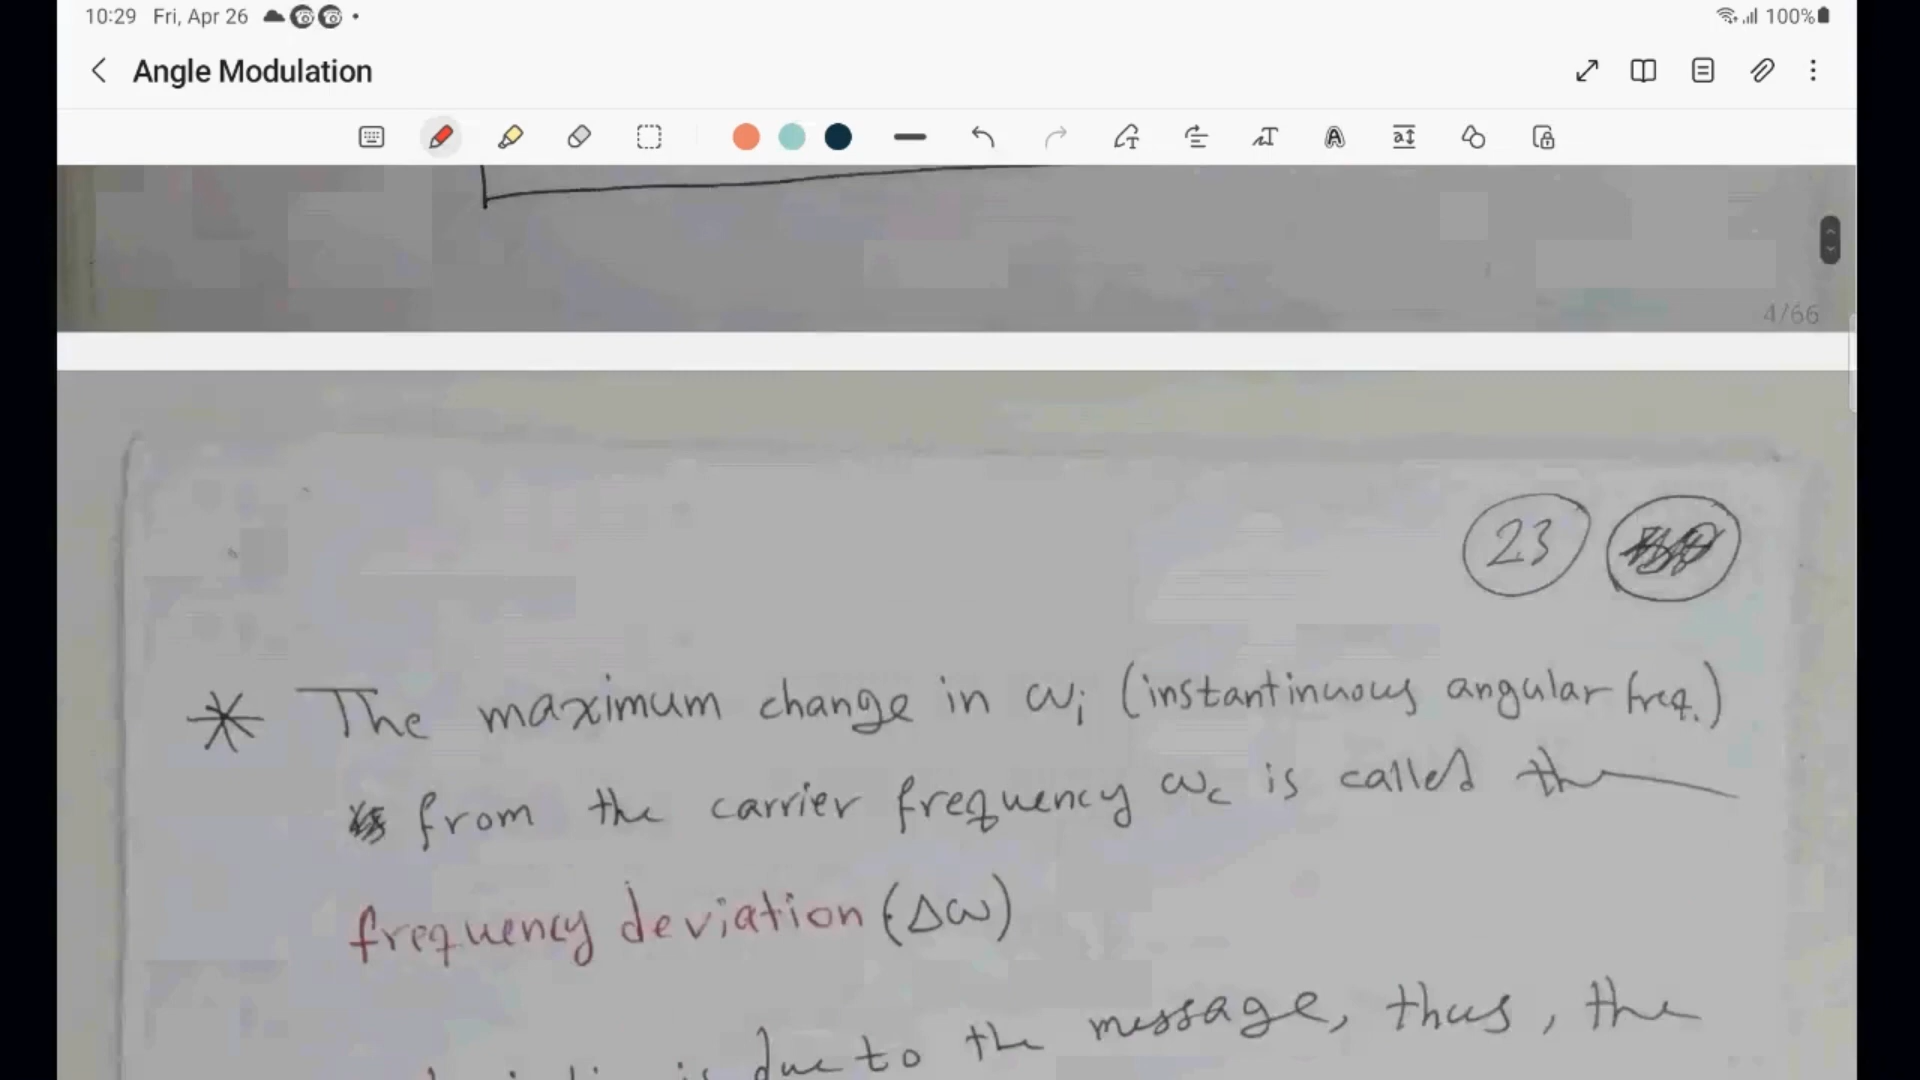 10:29 Fri, Apr 26
100%
Angle Modulation
4/66
23
* The maximum change in ωi (instantinuous angular freq.)
from the carrier frequency ωc is called the
frequency deviation (Δω)
is due to the message, thus, the